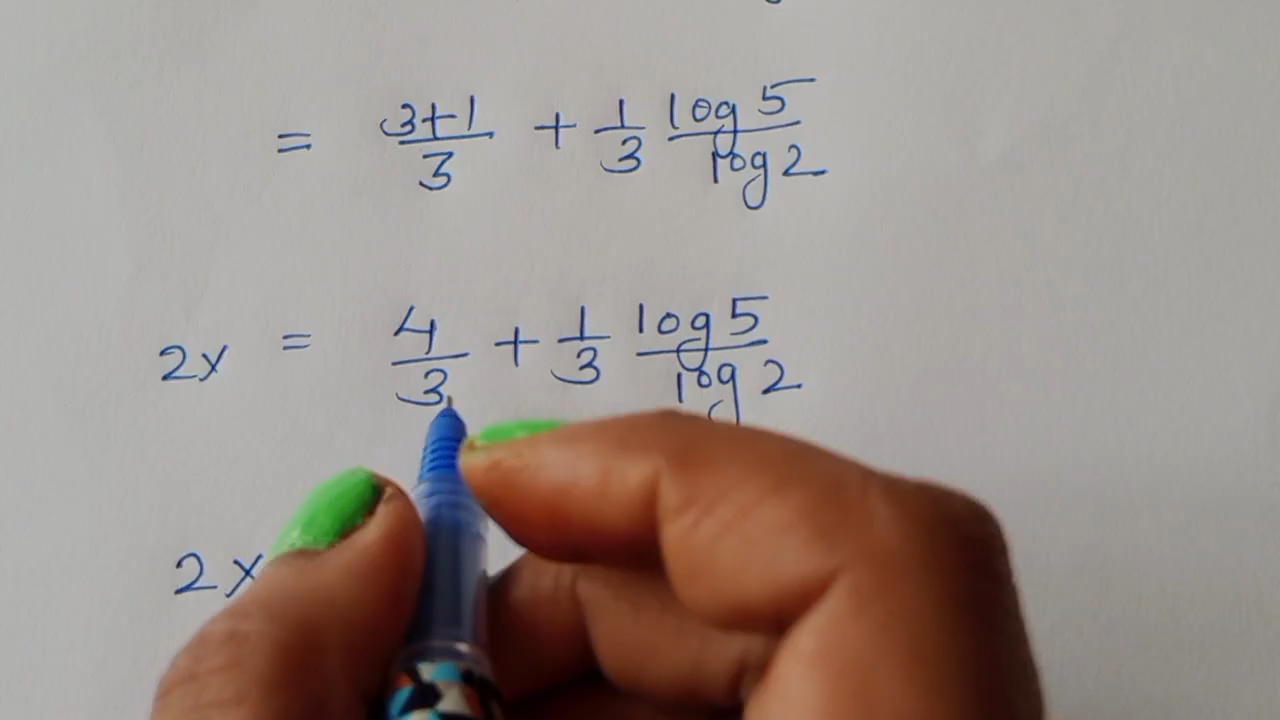 = (3+1)/3 + 1/3 log 5/log 2
2x = 4/3 + 1/3 log 5/log 2
2x